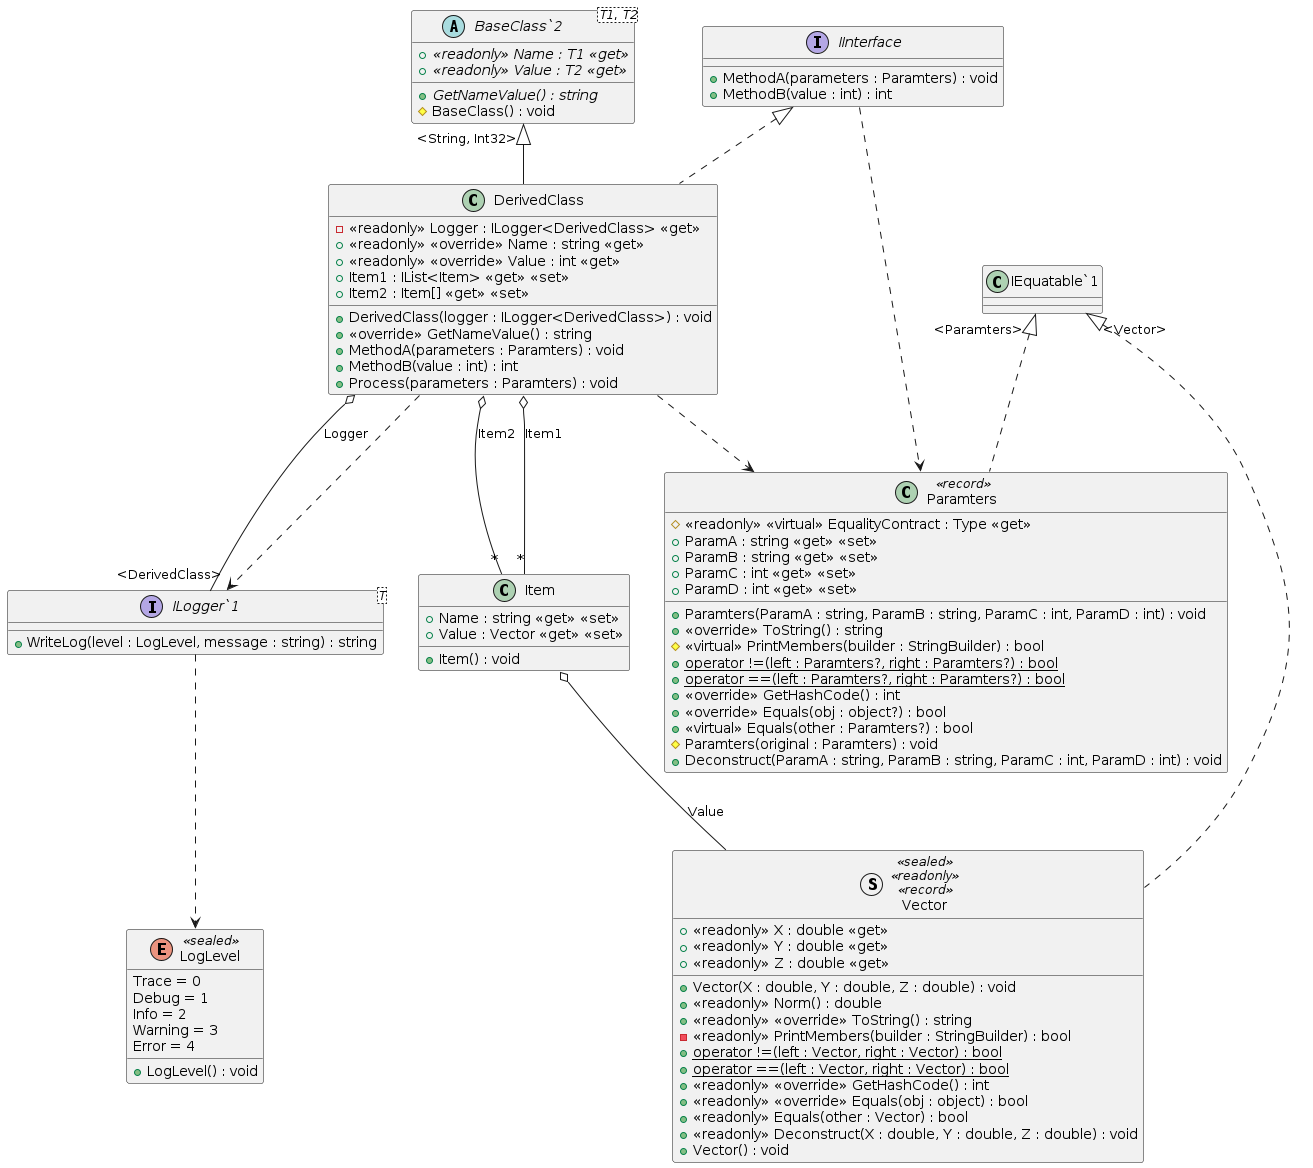 A BaseClass`2
T1, T2
«readonly» Name : T1 «get»
«readonly» Value : T2 «get»
GetNameValue() : string
BaseClass() : void
I IInterface
MethodA(parameters : Paramters) : void
MethodB(value : int) : int
<String, Int32>
C DerivedClass
«readonly» Logger : ILogger<DerivedClass> «get»
«readonly» «override» Name : string «get»
«readonly» «override» Value : int «get»
Item1 : IList<Item> «get» «set»
Item2 : Item[] «get» «set»
DerivedClass(logger : ILogger<DerivedClass>) : void
«override» GetNameValue() : string
MethodA(parameters : Paramters) : void
MethodB(value : int) : int
Process(parameters : Paramters) : void
C IEquatable`1
<Paramters>
<Vector>
Logger
Item2
Item1
<DerivedClass>
*
*
I ILogger`1
T
WriteLog(level : LogLevel, message : string) : string
C Item
Name : string «get» «set»
Value : Vector «get» «set»
Item() : void
«record»
C Paramters
«readonly» «virtual» EqualityContract : Type «get»
ParamA : string «get» «set»
ParamB : string «get» «set»
ParamC : int «get» «set»
ParamD : int «get» «set»
Paramters(ParamA : string, ParamB : string, ParamC : int, ParamD : int) : void
«override» ToString() : string
«virtual» PrintMembers(builder : StringBuilder) : bool
operator !=(left : Paramters?, right : Paramters?) : bool
operator ==(left : Paramters?, right : Paramters?) : bool
«override» GetHashCode() : int
«override» Equals(obj : object?) : bool
«virtual» Equals(other : Paramters?) : bool
Paramters(original : Paramters) : void
Deconstruct(ParamA : string, ParamB : string, ParamC : int, ParamD : int) : void
Value
«sealed»
E LogLevel
Trace = 0
Debug = 1
Info = 2
Warning = 3
Error = 4
LogLevel() : void
«sealed»
«readonly»
«record»
S Vector
«readonly» X : double «get»
«readonly» Y : double «get»
«readonly» Z : double «get»
Vector(X : double, Y : double, Z : double) : void
«readonly» Norm() : double
«readonly» «override» ToString() : string
«readonly» PrintMembers(builder : StringBuilder) : bool
operator !=(left : Vector, right : Vector) : bool
operator ==(left : Vector, right : Vector) : bool
«readonly» «override» GetHashCode() : int
«readonly» «override» Equals(obj : object) : bool
«readonly» Equals(other : Vector) : bool
«readonly» Deconstruct(X : double, Y : double, Z : double) : void
Vector() : void